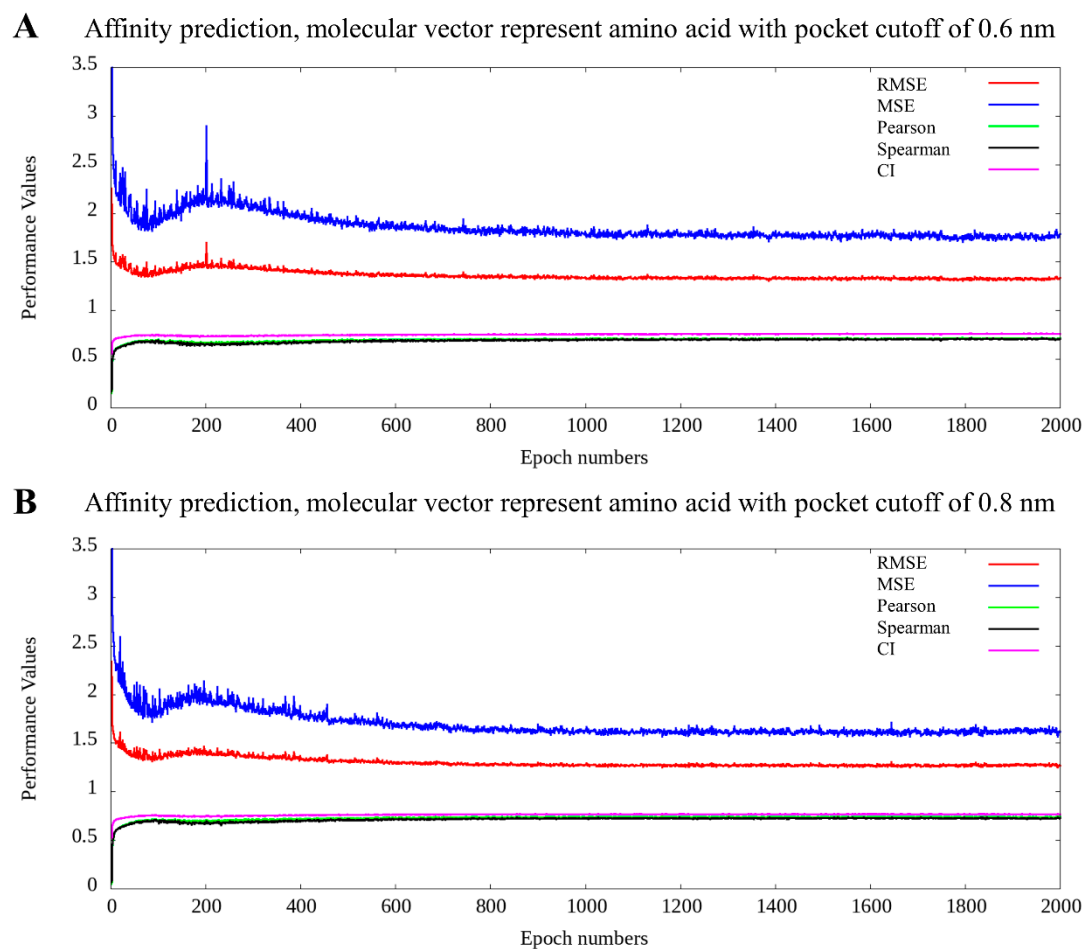 A Affinity prediction, molecular vector represent amino acid with pocket cutoff of 0.6 nm
3.5
3
2.5
2
1.5
1
0.5
0
Performance Values
RMSE
MSE
Pearson
Spearman
CI
0 200 400 600 800 1000 1200 1400 1600 1800 2000
Epoch numbers
B Affinity prediction, molecular vector represent amino acid with pocket cutoff of 0.8 nm
3.5
3
2.5
2
1.5
1
0.5
0
Performance Values
RMSE
MSE
Pearson
Spearman
CI
0 200 400 600 800 1000 1200 1400 1600 1800 2000
Epoch numbers